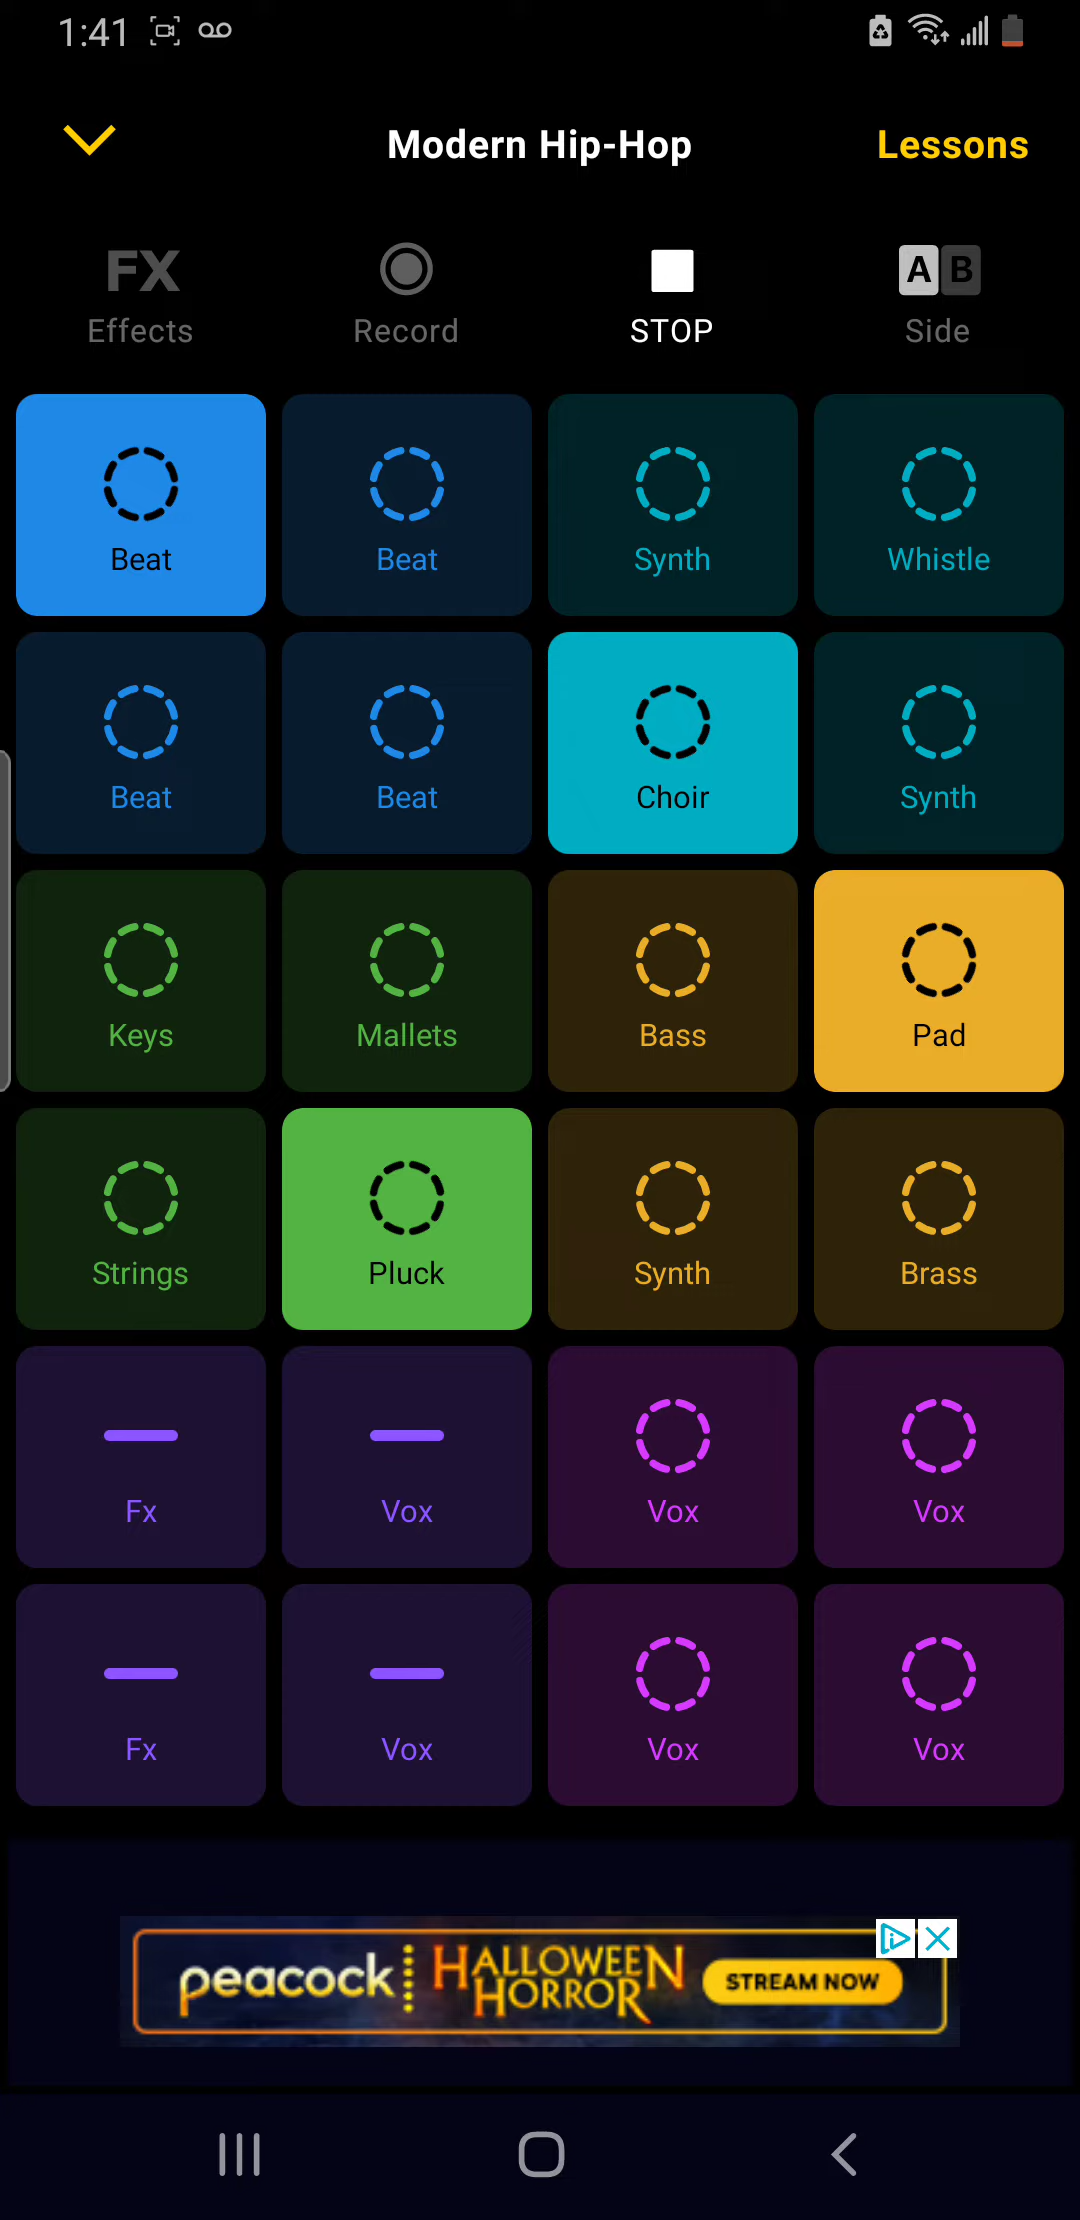 1:41
Modern Hip-Hop
Lessons
FX
A B
Effects
Record
STOP
Side
Beat
Beat
Synth
Whistle
Beat
Beat
Choir
Synth
Keys
Mallets
Bass
Pad
Strings
Pluck
Synth
Brass
Fx
Vox
Vox
Vox
Fx
Vox
Vox
Vox
peacock
HALLOWEEN
HORROR
STREAM NOW